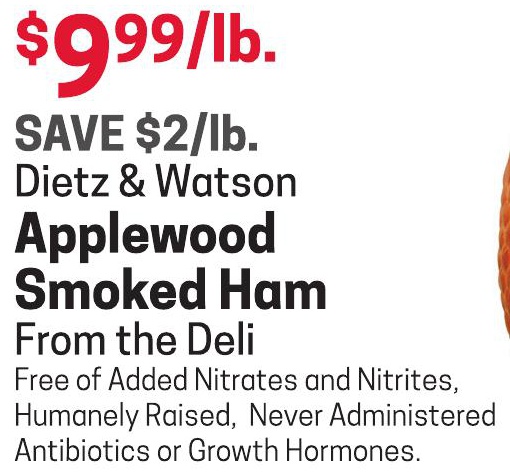 $9.99/lb.
SAVE $2/lb.
Dietz & Watson
Applewood
Smoked Ham
From the Deli
Free of Added Nitrates and Nitrites,
Humanely Raised, Never Administered
Antibiotics or Growth Hormones.